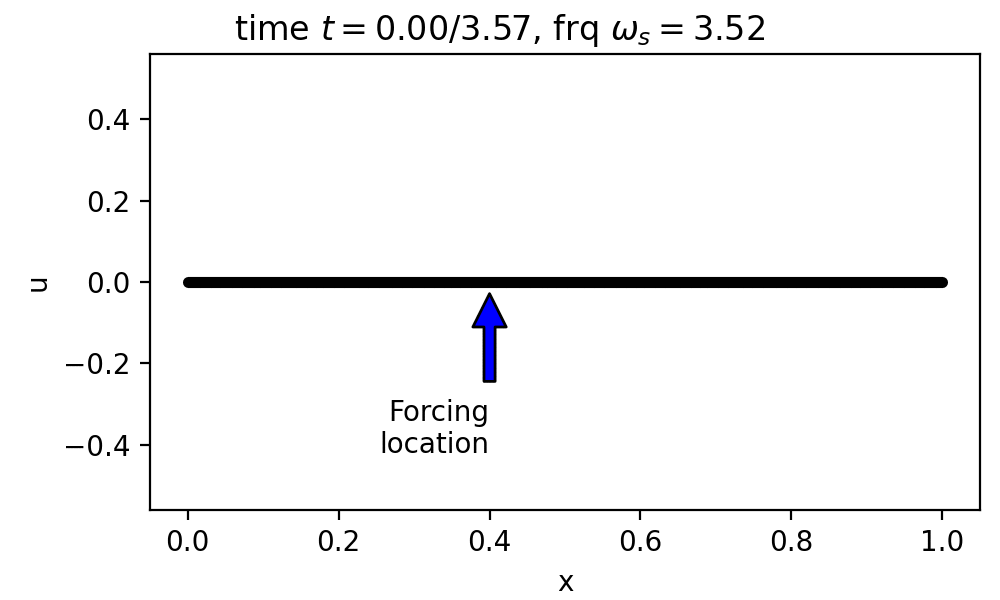 time t = 0.00/3.57, frq ωₛ = 3.52
u
0.4
0.2
0.0
−0.2
−0.4
Forcing
location
0.0 0.2 0.4 0.6 0.8 1.0
x